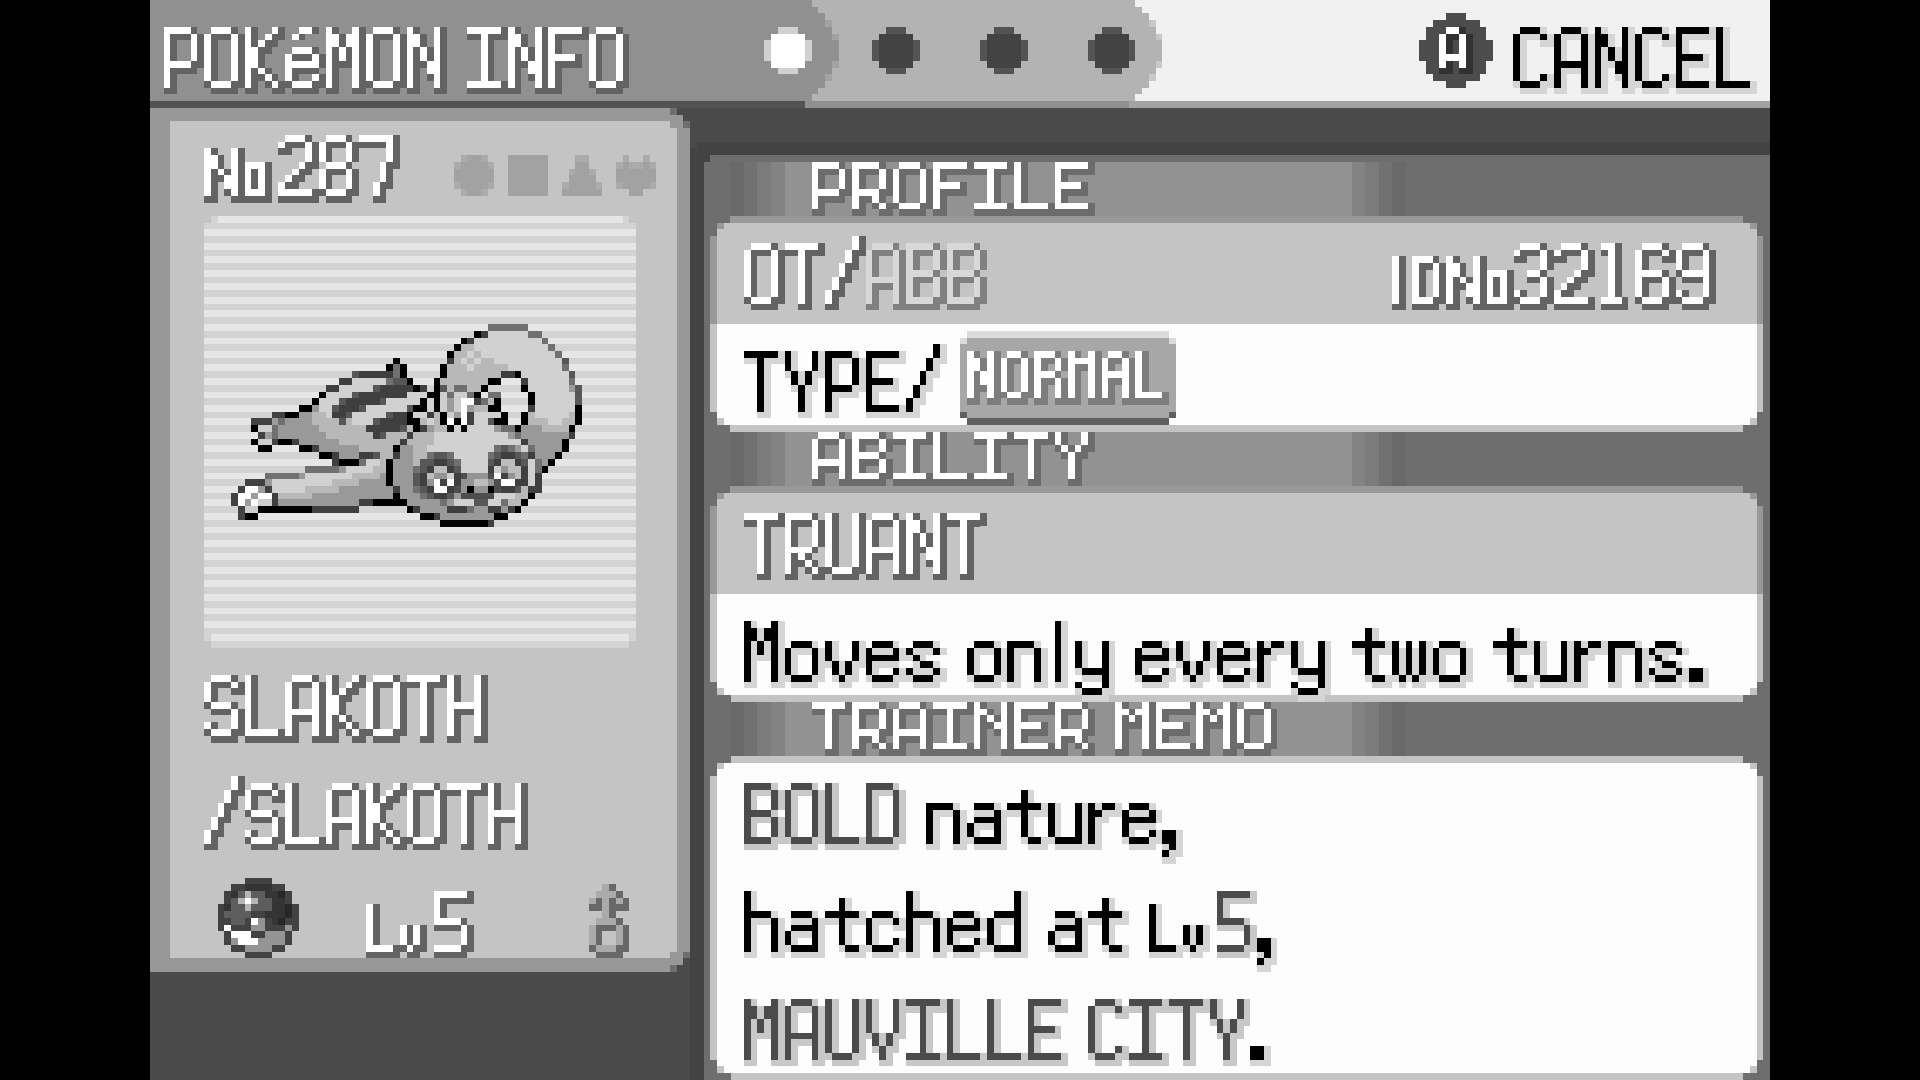 POKéMON INFO
A CANCEL
No287
SLAKOTH
/SLAKOTH
Lv5 ♂
PROFILE
OT/ABB IDNo32169
TYPE/ NORMAL
ABILITY
TRUANT
Moves only every two turns.
TRAINER MEMO
BOLD nature,
hatched at Lv5,
MAUVILLE CITY.